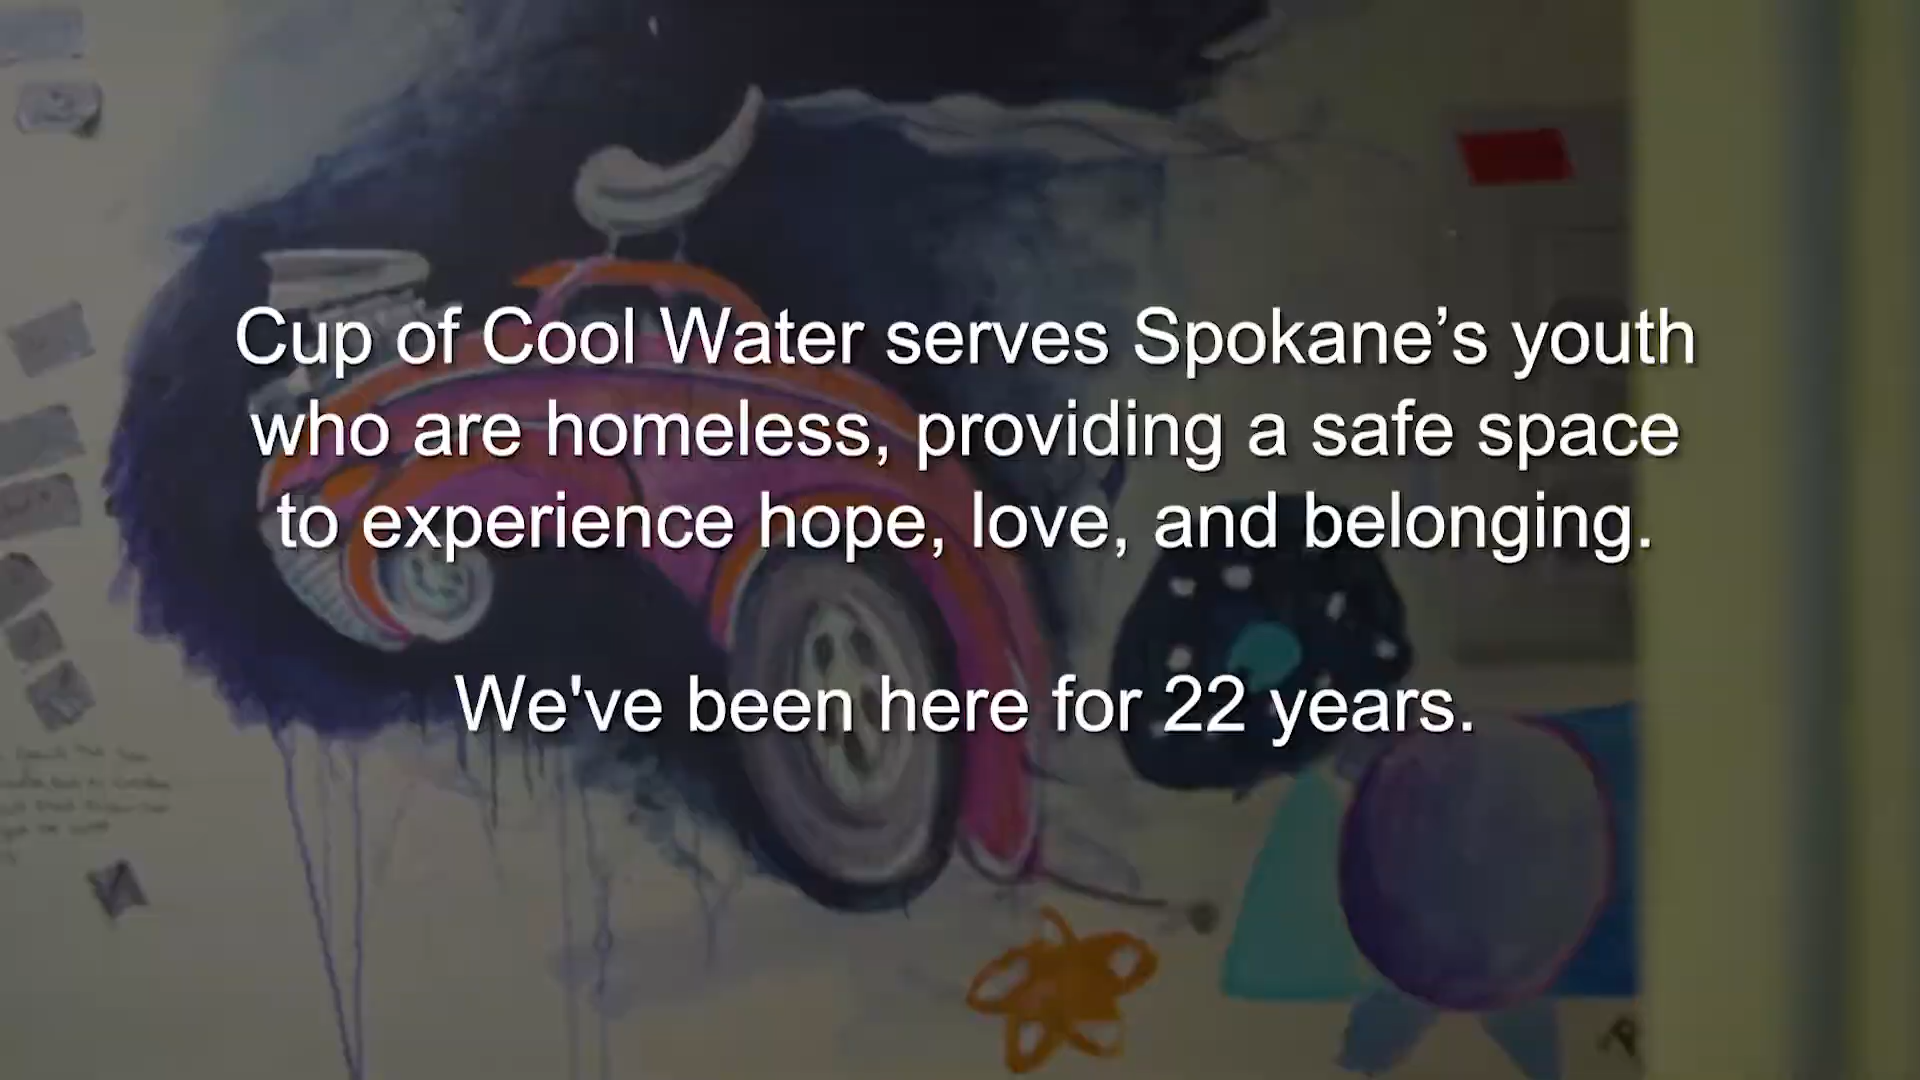 Cup of Cool Water serves Spokane’s youth
who are homeless, providing a safe space
to experience hope, love, and belonging.
We've been here for 22 years.